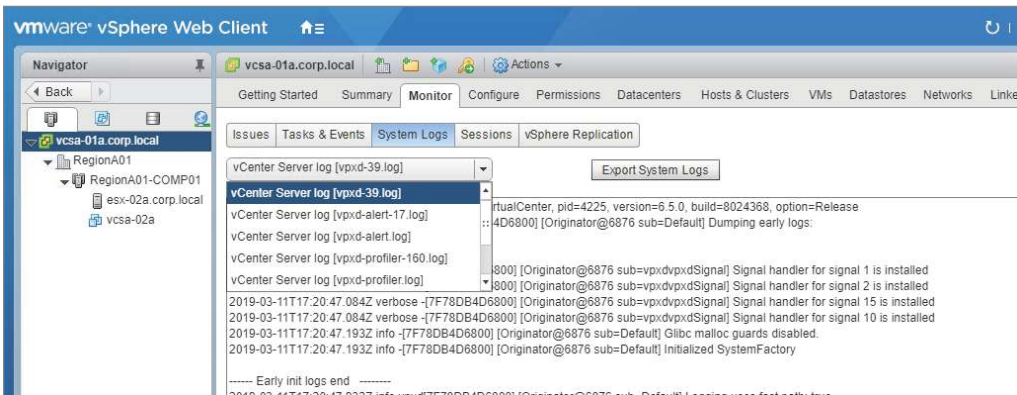 vmware® vSphere Web Client
Navigator
vcsa-01a.corp.local
Actions
Back
Getting Started Summary Monitor Configure Permissions Datacenters Hosts & Clusters VMs Datastores Networks Linke
vcsa-01a.corp.local
RegionA01
RegionA01-COMP01
esx-02a.corp.local
vcsa-02a
Issues Tasks & Events System Logs Sessions vSphere Replication
vCenter Server log [vpxd-39.log]
Export System Logs
vCenter Server log [vpxd-39.log]
vCenter Server log [vpxd-alert-17.log]
vCenter Server log [vpxd-alert.log]
vCenter Server log [vpxd-profiler-160.log]
vCenter Server log [vpxd-profiler.log]
rtualCenter, pid=4225, version=6.5.0, build=8024368, option=Release
4D6800] [Originator@6876 sub=Default] Dumping early logs:
6800] [Originator@6876 sub=vpxdvpxdSignal] Signal handler for signal 1 is installed
6800] [Originator@6876 sub=vpxdvpxdSignal] Signal handler for signal 2 is installed
2019-03-11T17:20:47.084Z verbose -[7F78DB4D6800] [Originator@6876 sub=vpxdvpxdSignal] Signal handler for signal 15 is installed
2019-03-11T17:20:47.084Z verbose -[7F78DB4D6800] [Originator@6876 sub=vpxdvpxdSignal] Signal handler for signal 10 is installed
2019-03-11T17:20:47.193Z info -[7F78DB4D6800] [Originator@6876 sub=Default] Glibc malloc guards disabled.
2019-03-11T17:20:47.193Z info -[7F78DB4D6800] [Originator@6876 sub=Default] Initialized SystemFactory
------ Early init logs end --------